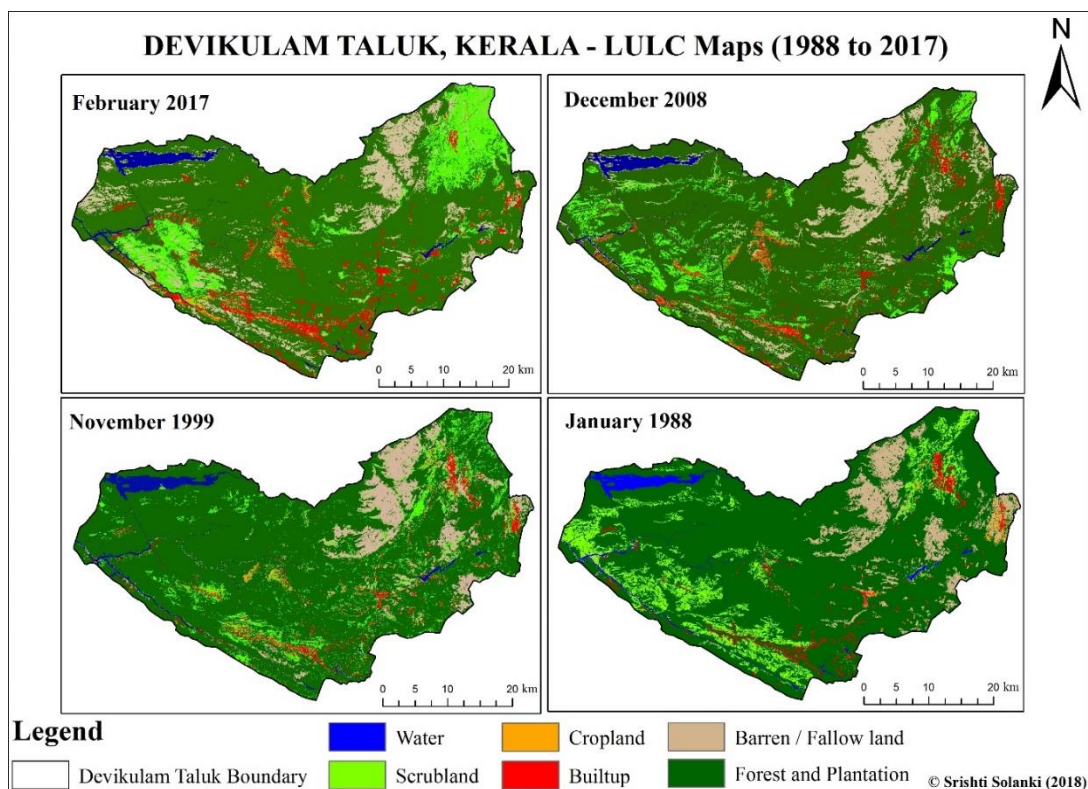 DEVIKULAM TALUK, KERALA - LULC Maps (1988 to 2017)
N
February 2017
0 5 10 20 km
December 2008
0 5 10 20 km
November 1999
0 5 10 20 km
January 1988
0 5 10 20 km
Legend
Water
Cropland
Barren / Fallow land
Devikulam Taluk Boundary
Scrubland
Builtup
Forest and Plantation
© Srishti Solanki (2018)